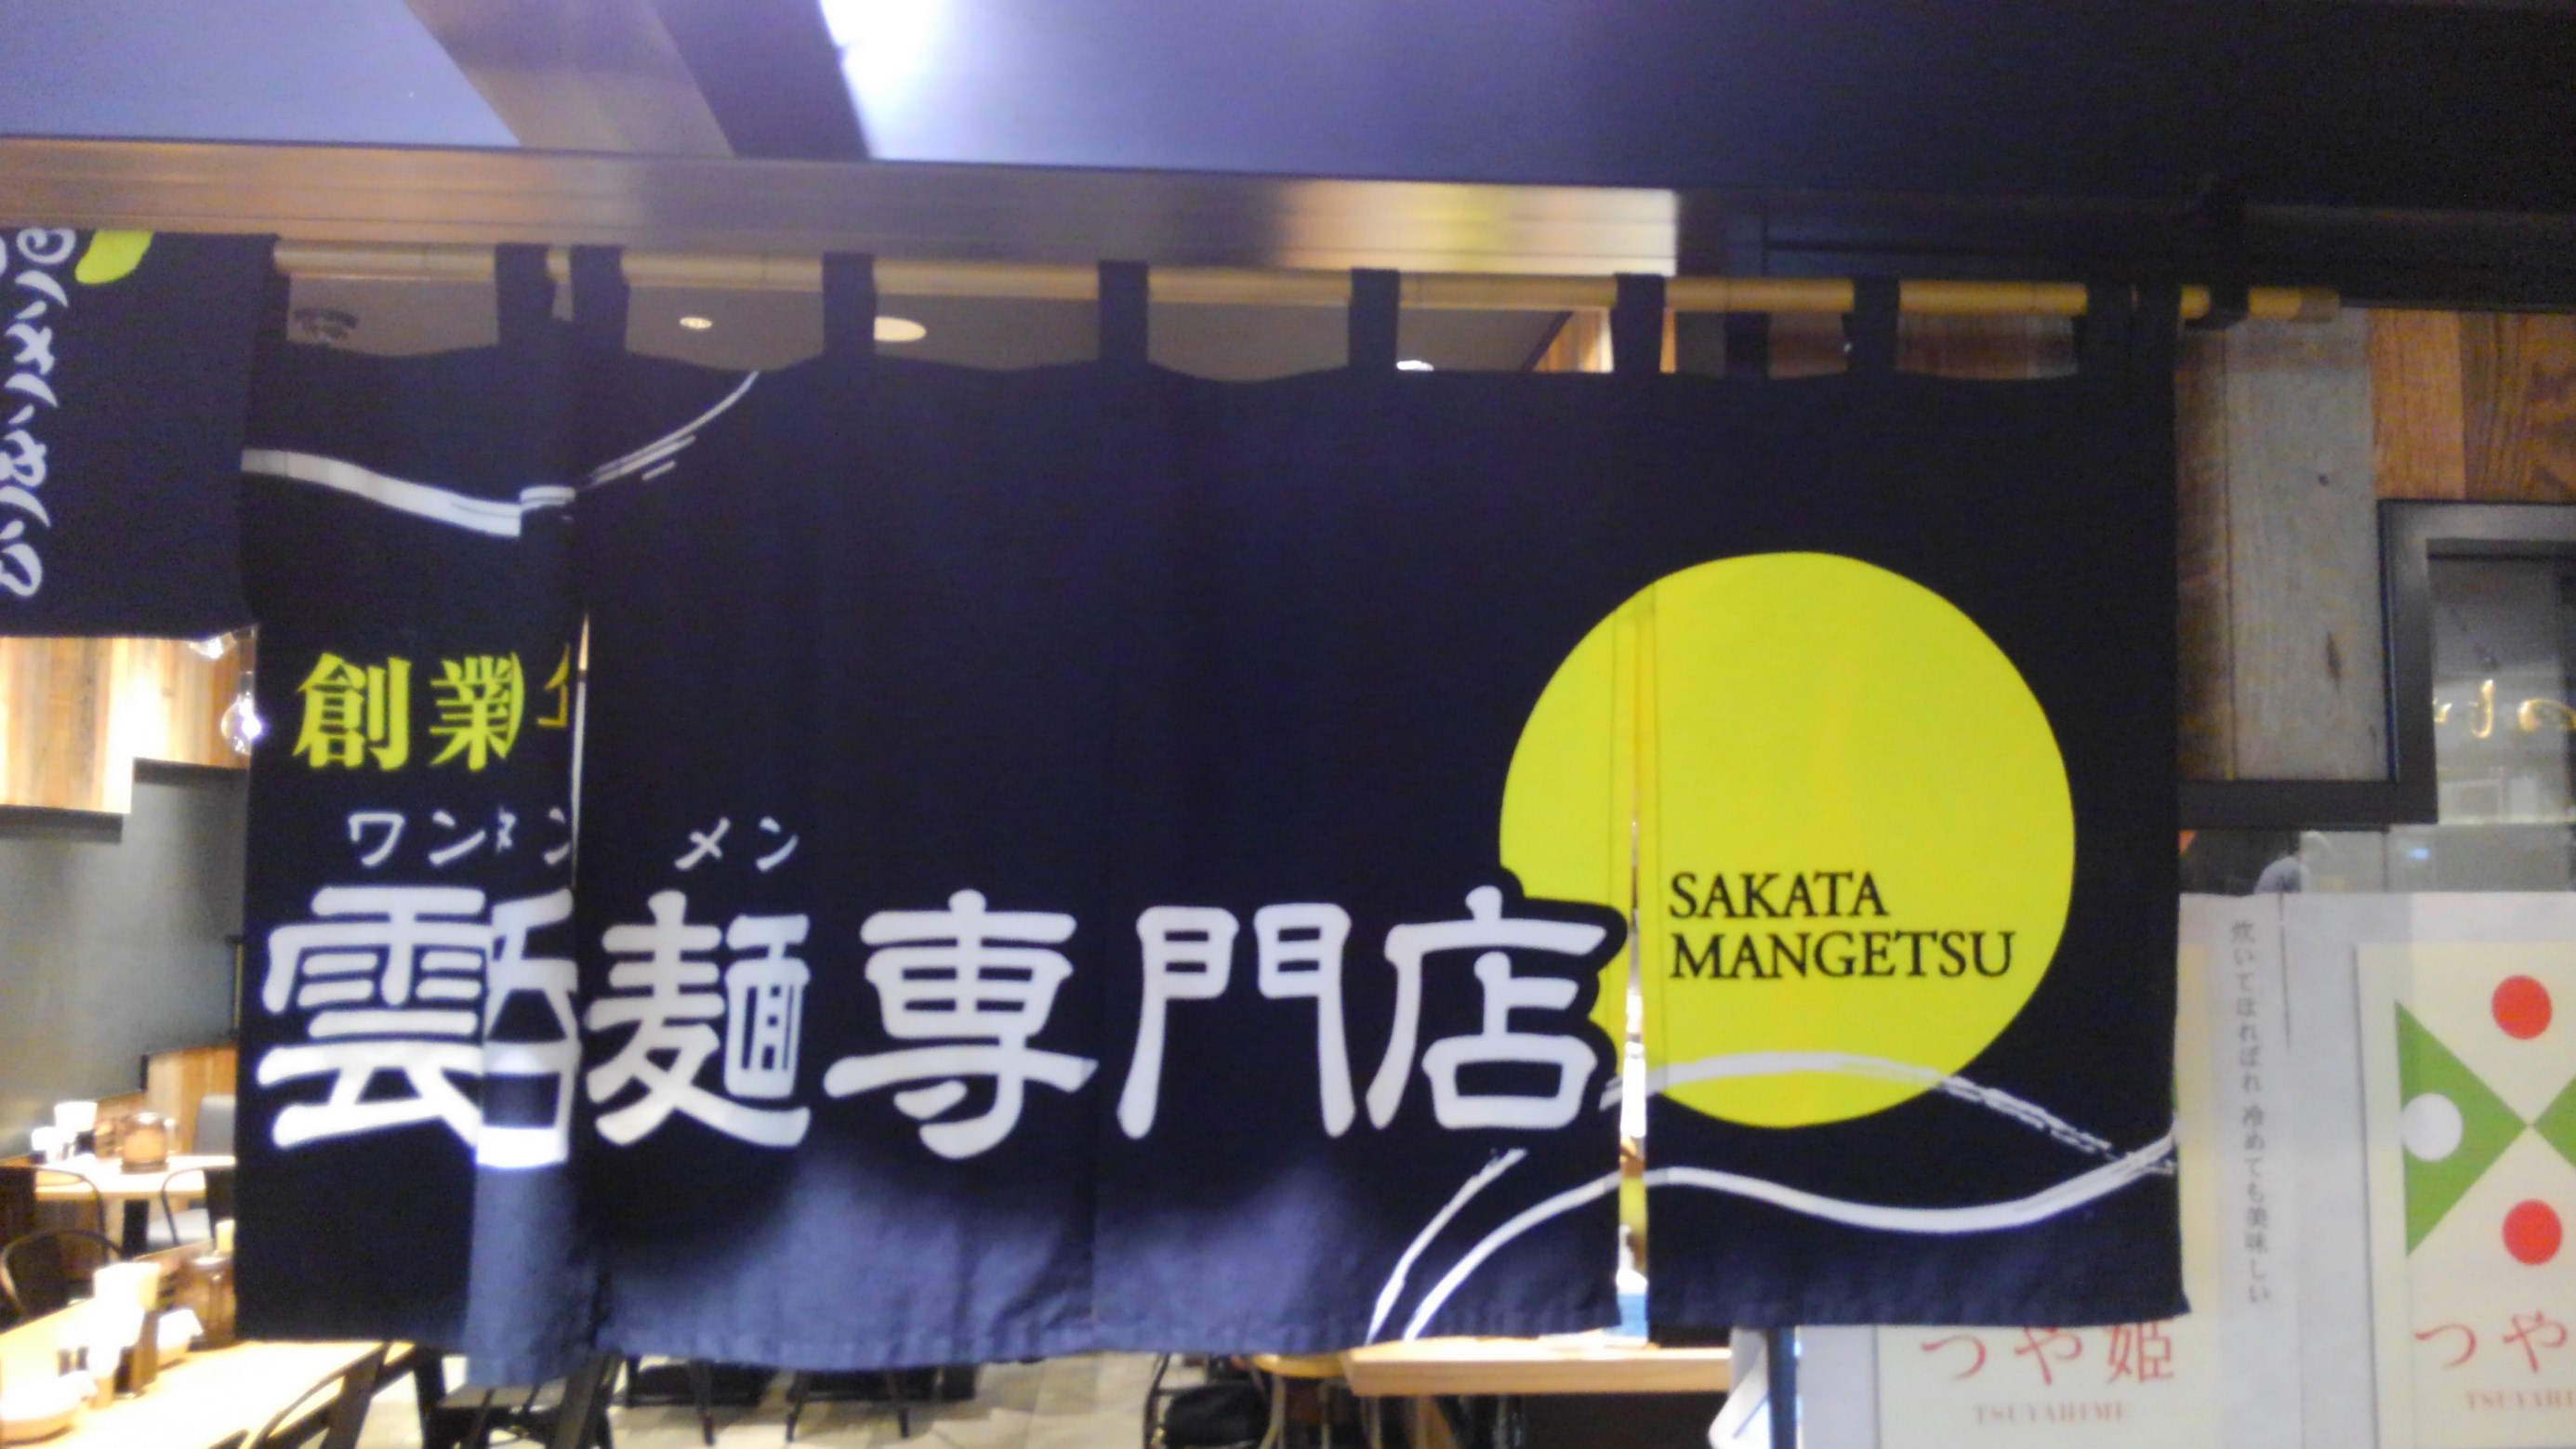 創業
ワンタン メン
雲呑麺専門店
SAKATA
MANGETSU
炊いてほれぼれ 冷めても美味しい
つや姫
TSUYAHIME
つや